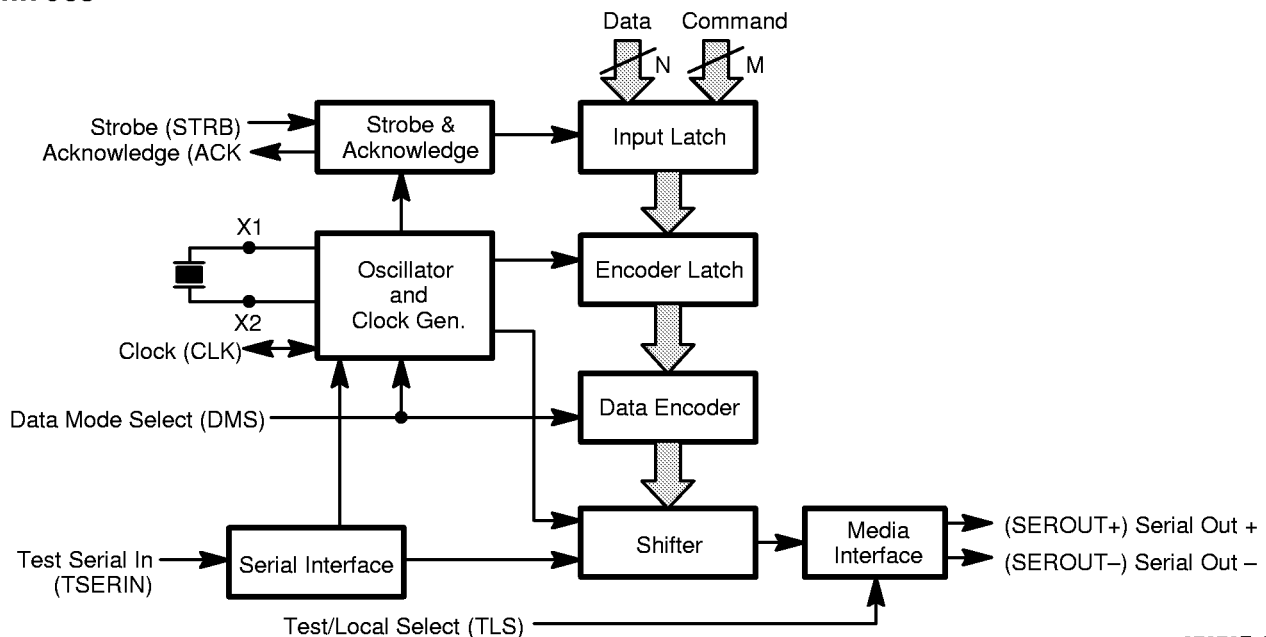 Data
Command
N
M
Strobe (STRB)
Acknowledge (ACK
Strobe &
Acknowledge
Input Latch
X1
X2
Clock (CLK)
Oscillator
and
Clock Gen.
Encoder Latch
Data Mode Select (DMS)
Data Encoder
Test Serial In
(TSERIN)
Serial Interface
Shifter
Media
Interface
(SEROUT+) Serial Out +
(SEROUT–) Serial Out –
Test/Local Select (TLS)